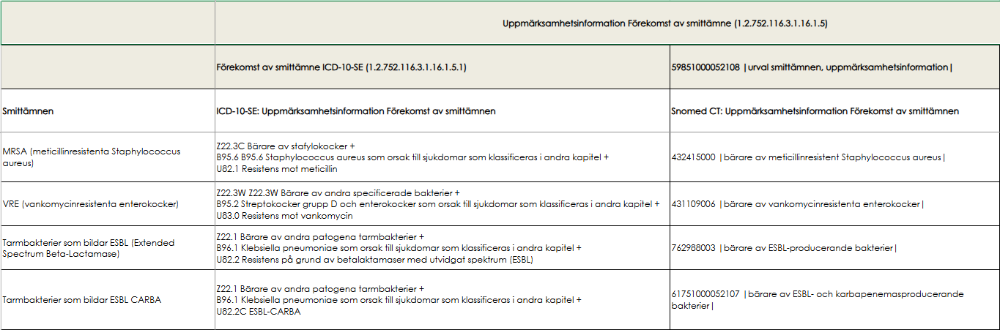 Uppmärksamhetsinformation Förekomst av smittämne (1.2.752.116.3.1.16.1.5)
Förekomst av smittämne ICD-10-SE (1.2.752.116.3.1.16.1.5.1)
59851000052108 |urval smittämnen, uppmärksamhetsinformation|
Smittämnen
ICD-10-SE: Uppmärksamhetsinformation Förekomst av smittämnen
Snomed CT: Uppmärksamhetsinformation Förekomst av smittämnen
MRSA (meticillinresistenta Staphylococcus
aureus)
Z22.3C Bärare av stafylokocker +
B95.6 B95.6 Staphylococcus aureus som orsak till sjukdomar som klassificeras i andra kapitel +
U82.1 Resistens mot meticillin
432415000 |bärare av meticillinresistent Staphylococcus aureus|
VRE (vankomycinresistenta enterokocker)
Z22.3W Z22.3W Bärare av andra specificerade bakterier +
B95.2 Streptokocker grupp D och enterokocker som orsak till sjukdomar som klassificeras i andra kapitel +
U83.0 Resistens mot vankomycin
431109006 |bärare av vankomycinresistenta enterokocker|
Tarmbakterier som bildar ESBL (Extended
Spectrum Beta-Lactamase)
Z22.1 Bärare av andra patogena tarmbakterier +
B96.1 Klebsiella pneumoniae som orsak till sjukdomar som klassificeras i andra kapitel +
U82.2 Resistens på grund av betalaktamaser med utvidgat spektrum (ESBL)
762988003 |bärare av ESBL-producerande bakterier|
Tarmbakterier som bildar ESBL CARBA
Z22.1 Bärare av andra patogena tarmbakterier +
B96.1 Klebsiella pneumoniae som orsak till sjukdomar som klassificeras i andra kapitel +
U82.2C ESBL-CARBA
61751000052107 |bärare av ESBL- och karbapenemasproducerande
bakterier|